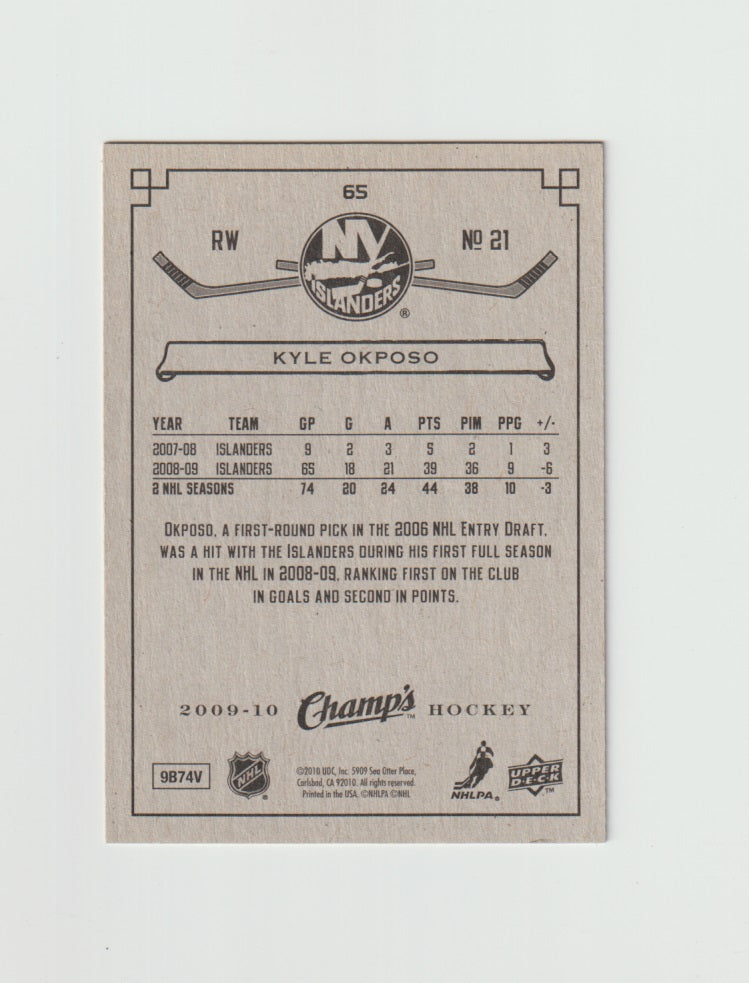 65
RW
Nº 21
NY
ISLANDERS
®
KYLE OKPOSO
YEAR TEAM GP G A PTS PIM PPG +/-
2007-08 ISLANDERS 9 2 3 5 2 1 3
2008-09 ISLANDERS 65 18 21 39 36 9 -6
2 NHL SEASONS 74 20 24 44 38 10 -3
OKPOSO, A FIRST-ROUND PICK IN THE 2006 NHL ENTRY DRAFT,
WAS A HIT WITH THE ISLANDERS DURING HIS FIRST FULL SEASON
IN THE NHL IN 2008-09, RANKING FIRST ON THE CLUB
IN GOALS AND SECOND IN POINTS.
2009-10 Champ's™ HOCKEY
9B74V
NHL®
©2010 UDC, Inc. 5909 Sea Otter Place,
Carlsbad, CA 92010. All rights reserved.
Printed in the USA. ©NHLPA ©NHL
NHLPA®
UPPER
D·E·C·K
™